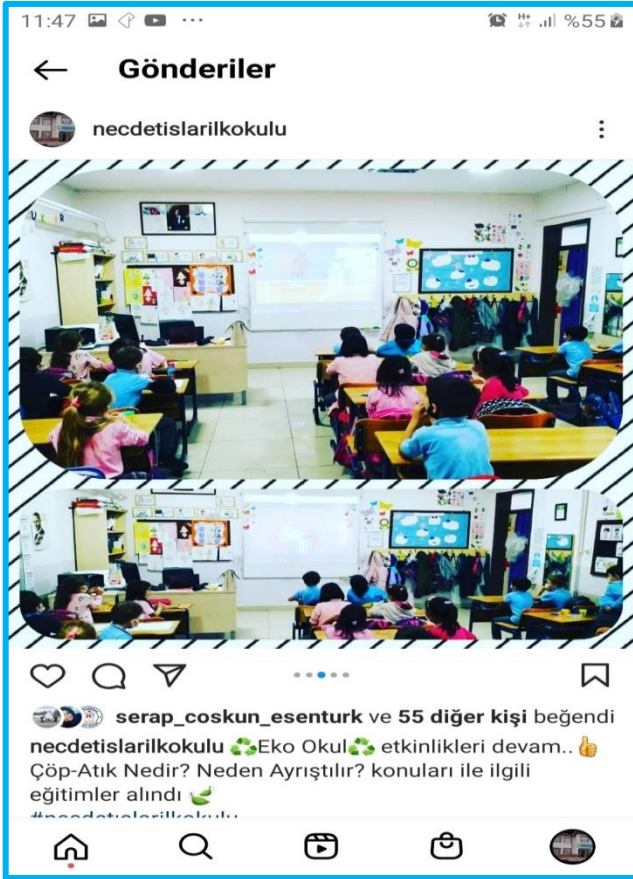 11:47
H+
%55
Gönderiler
necdetislarilkokulu
serap_coskun_esenturk ve 55 diğer kişi beğendi
necdetislarilkokulu ♻️Eko Okul♻️ etkinlikleri devam..👍
Çöp-Atık Nedir? Neden Ayrıştılır? konuları ile ilgili
eğitimler alındı 🌱